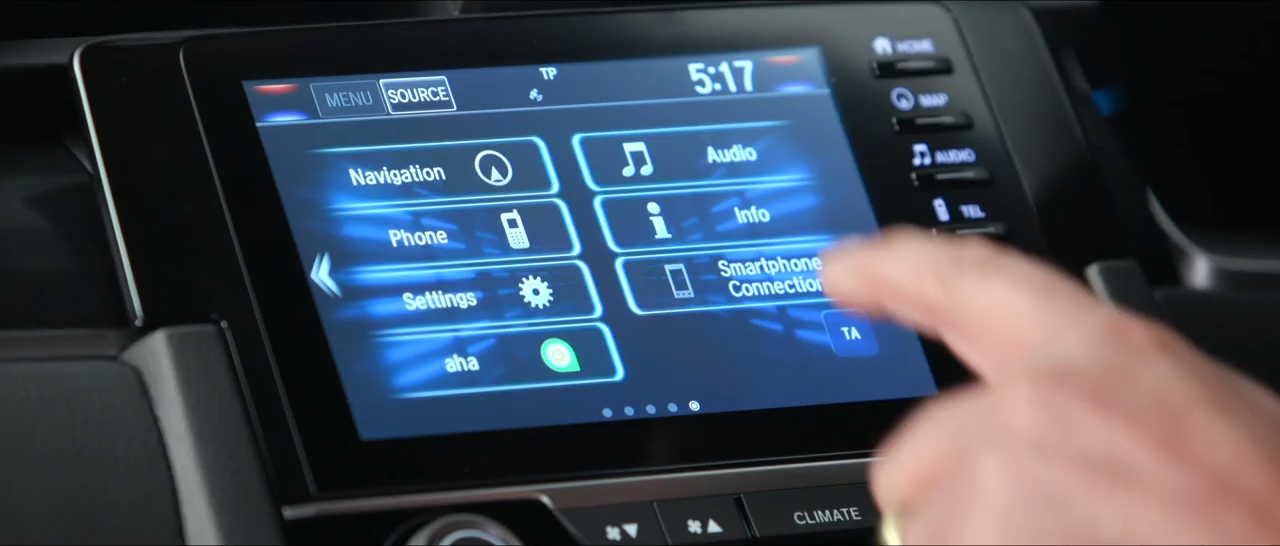 MENU
SOURCE
TP
5:17
HOME
MAP
AUDIO
TEL
Navigation
Audio
Phone
Info
Settings
Smartphone
Connection
aha
TA
CLIMATE